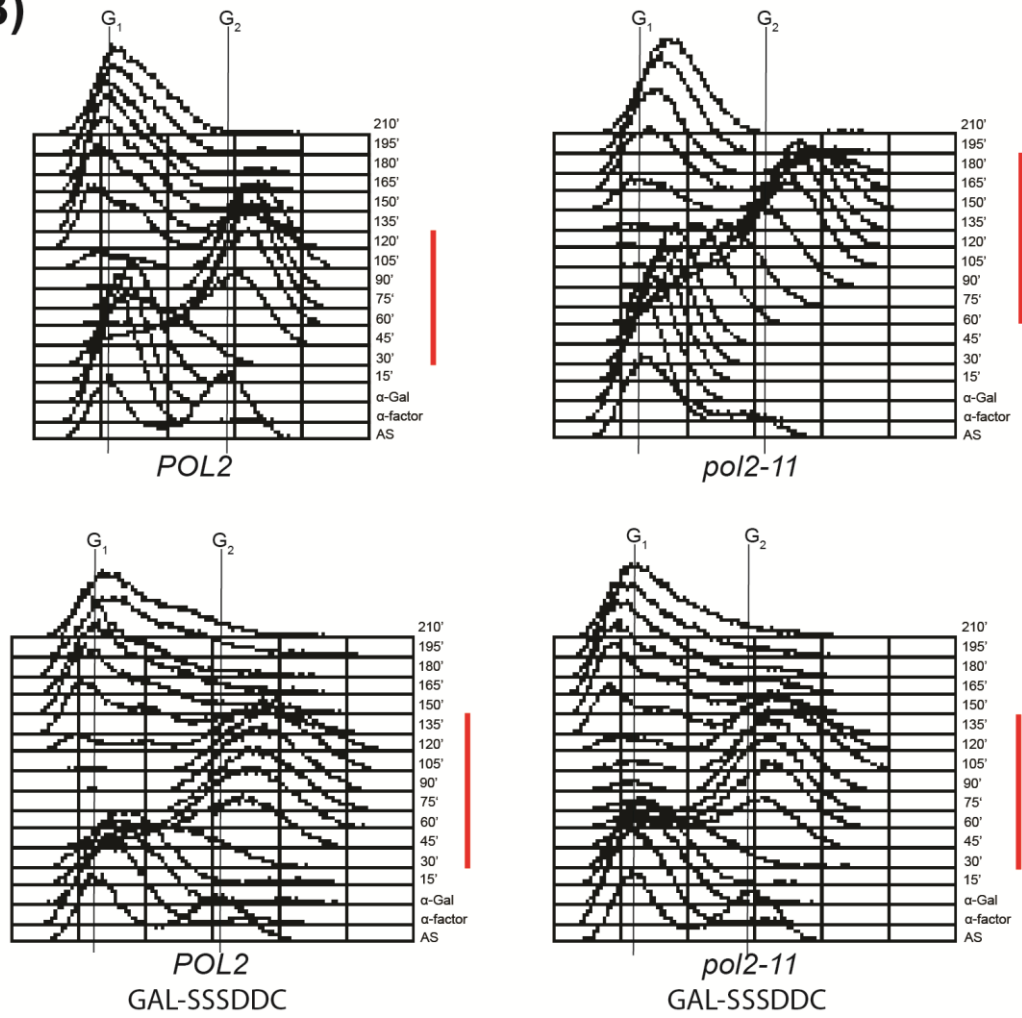 B)
G1 G2
210'
195'
180'
165'
150'
135'
120'
105'
90'
75'
60'
45'
30'
15'
α-Gal
α-factor
AS
POL2
G1 G2
210'
195'
180'
165'
150'
135'
120'
105'
90'
75'
60'
45'
30'
15'
α-Gal
α-factor
AS
pol2-11
G1 G2
210'
195'
180'
165'
150'
135'
120'
105'
90'
75'
60'
45'
30'
15'
α-Gal
α-factor
AS
POL2
GAL-SSSDDC
G1 G2
210'
195'
180'
165'
150'
135'
120'
105'
90'
75'
60'
45'
30'
15'
α-Gal
α-factor
AS
pol2-11
GAL-SSSDDC